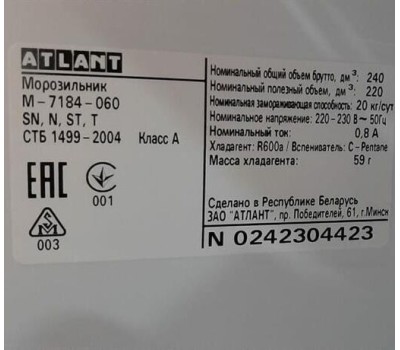 ATLANT
Морозильник
М-7184-060
SN, N, ST, T
СТБ 1499-2004 Класс А
EAC
001
003
Номинальный общий объем брутто, дм³: 240
Номинальный полезный объем, дм³: 220
Номинальная замораживающая способность: 20 кг/сут
Номинальное напряжение: 220-230 В ~ 50Гц
Номинальный ток: 0,8 А
Хладагент: R600a / Вспениватель: C-Pentane
Масса хладагента: 59 г
Сделано в Республике Беларусь
ЗАО "АТЛАНТ", пр. Победителей, 61, г.Минск
N 0242304423